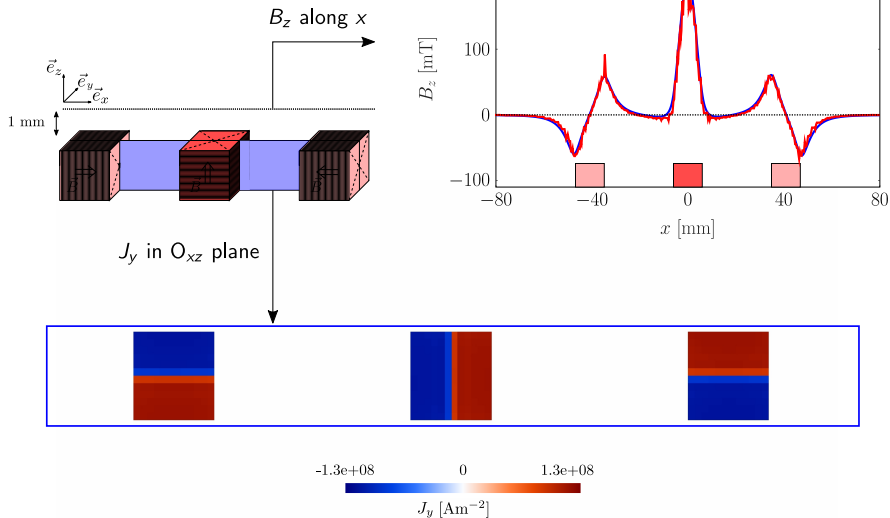 B_z along x
e_z
e_y
e_x
1 mm
B
B
B
J_y in O_xz plane
B_z [mT]
100
0
−100
−80
−40
0
40
80
x [mm]
-1.3e+08
0
1.3e+08
J_y [Am⁻²]